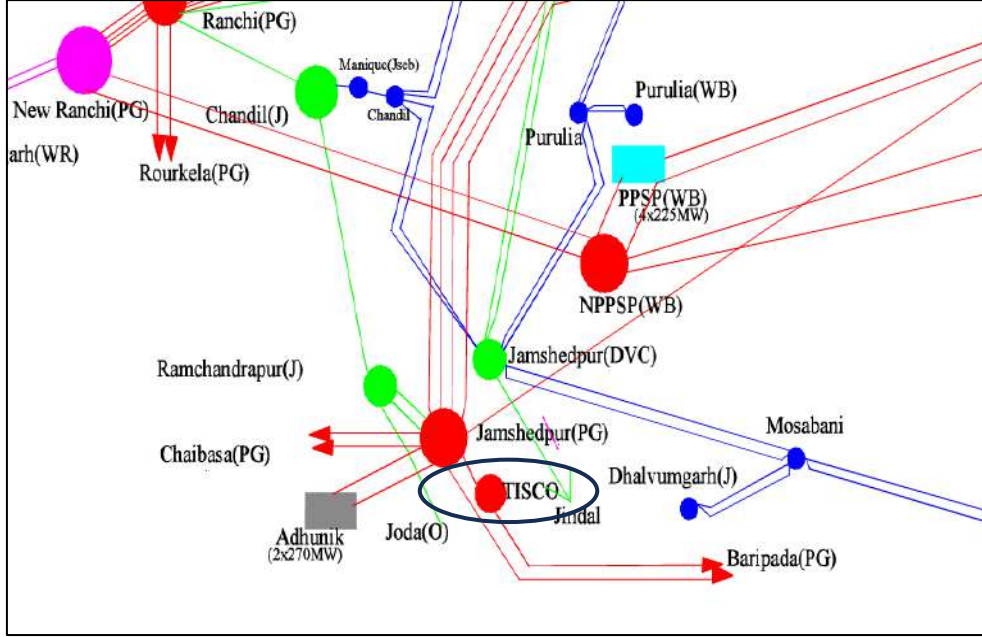 Ranchi(PG)
Manique(Jseb)
New Ranchi(PG)
Chandil(J)
Chandil
Purulia(WB)
Purulia
arh(WR)
Rourkela(PG)
PPSP(WB)
(4x225MW)
NPPSP(WB)
Jamshedpur(DVC)
Ramchandrapur(J)
Jamshedpur(PG)
Mosabani
Chaibasa(PG)
Dhalvumgarh(J)
TISCO
Jindal
Adhunik
(2x270MW)
Joda(O)
Baripada(PG)